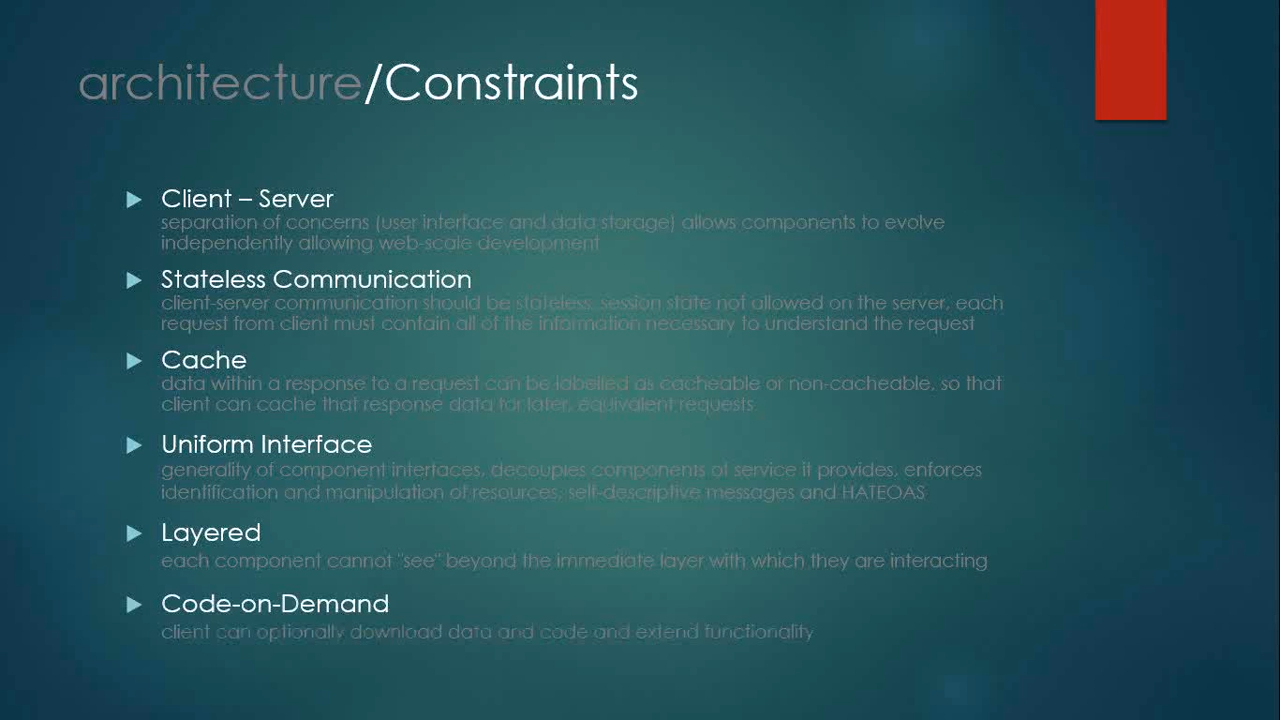 architecture/Constraints
Client – Server
separation of concerns (user interface and data storage) allows components to evolve
independently allowing web-scale development
Stateless Communication
client-server communication should be stateless, session state not allowed on the server, each
request from client must contain all of the information necessary to understand the request
Cache
data within a response to a request can be labelled as cacheable or non-cacheable, so that
client can cache that response data for later, equivalent requests
Uniform Interface
generality of component interfaces, decouples components of service it provides, enforces
identification and manipulation of resources, self-descriptive messages and HATEOAS
Layered
each component cannot "see" beyond the immediate layer with which they are interacting
Code-on-Demand
client can optionally download data and code and extend functionality